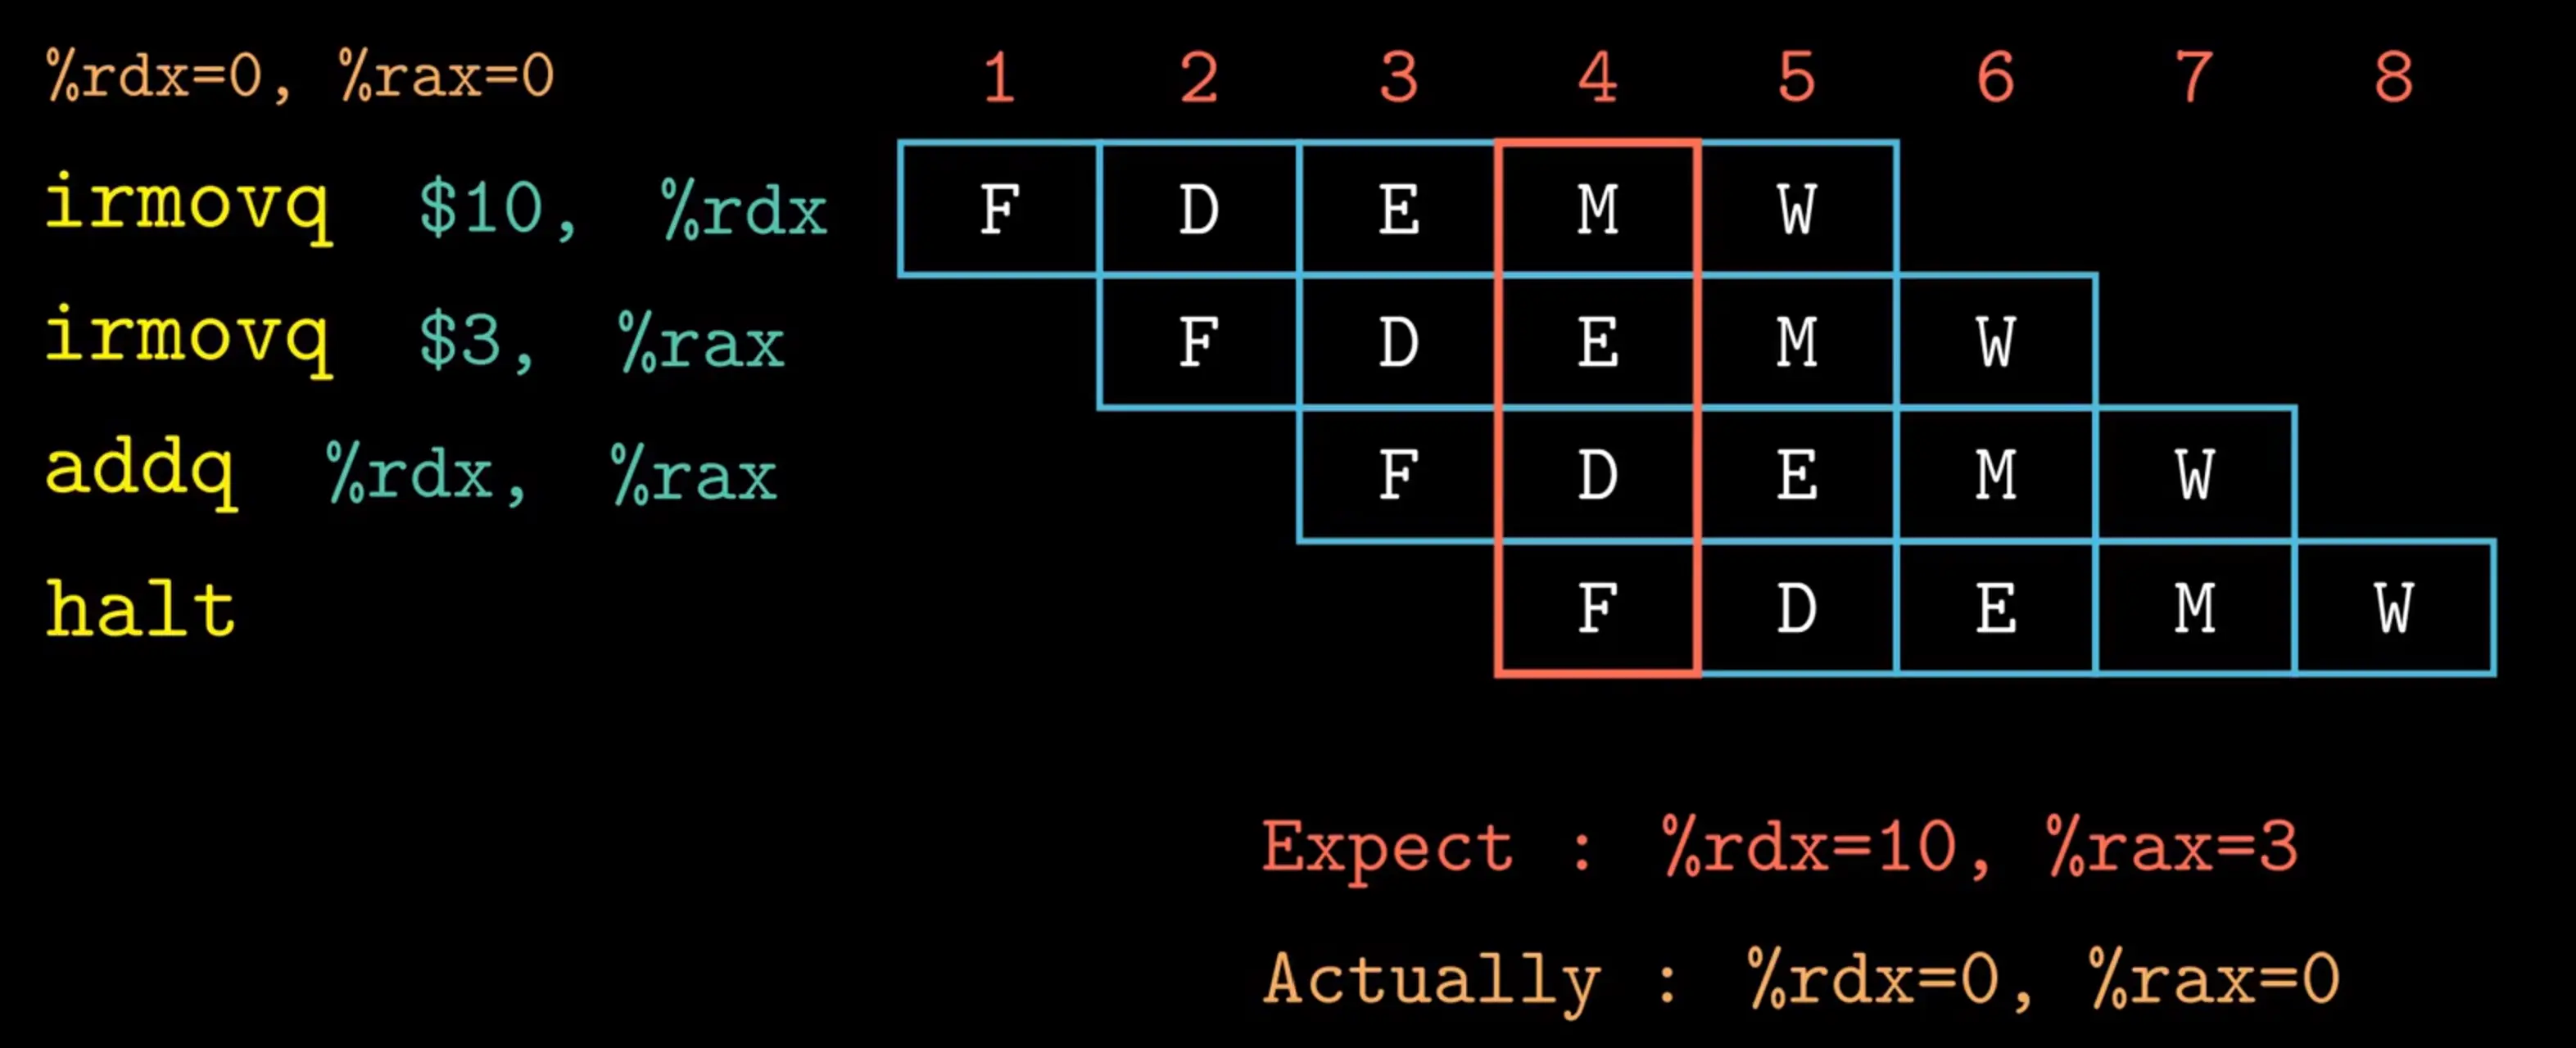 %rdx=0, %rax=0 1 2 3 4 5 6 7 8
irmovq $10, %rdx F D E M W
irmovq $3, %rax F D E M W
addq %rdx, %rax F D E M W
halt F D E M W
Expect : %rdx=10, %rax=3
Actually : %rdx=0, %rax=0